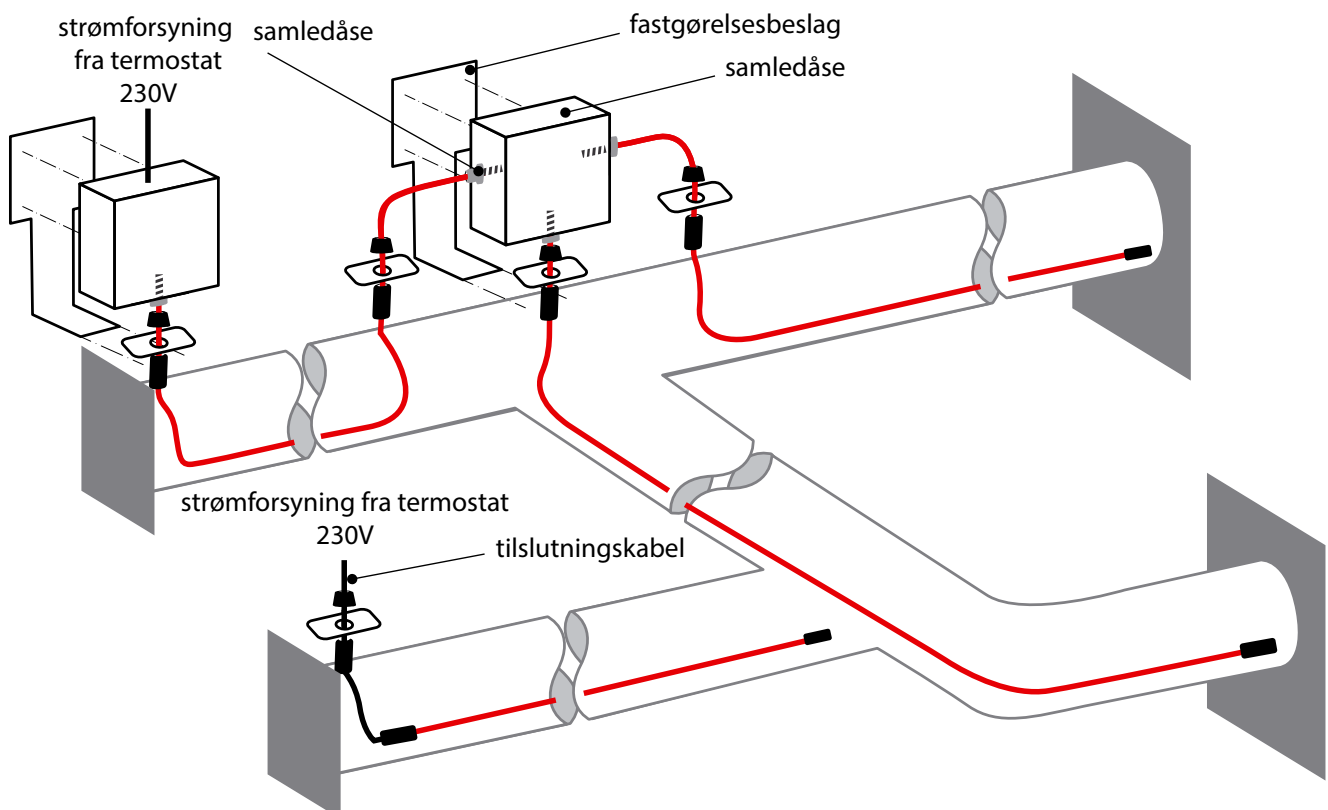 strømforsyning
fra termostat
230V
samledåse
fastgørelsesbeslag
samledåse
strømforsyning fra termostat
230V
tilslutningskabel